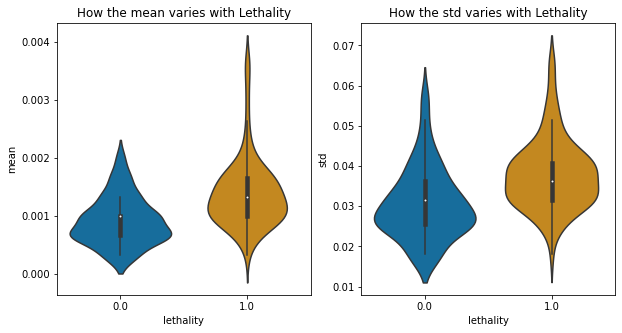 How the mean varies with Lethality
mean
0.004
0.003
0.002
0.001
0.000
0.0
1.0
lethality
How the std varies with Lethality
std
0.07
0.06
0.05
0.04
0.03
0.02
0.01
0.0
1.0
lethality